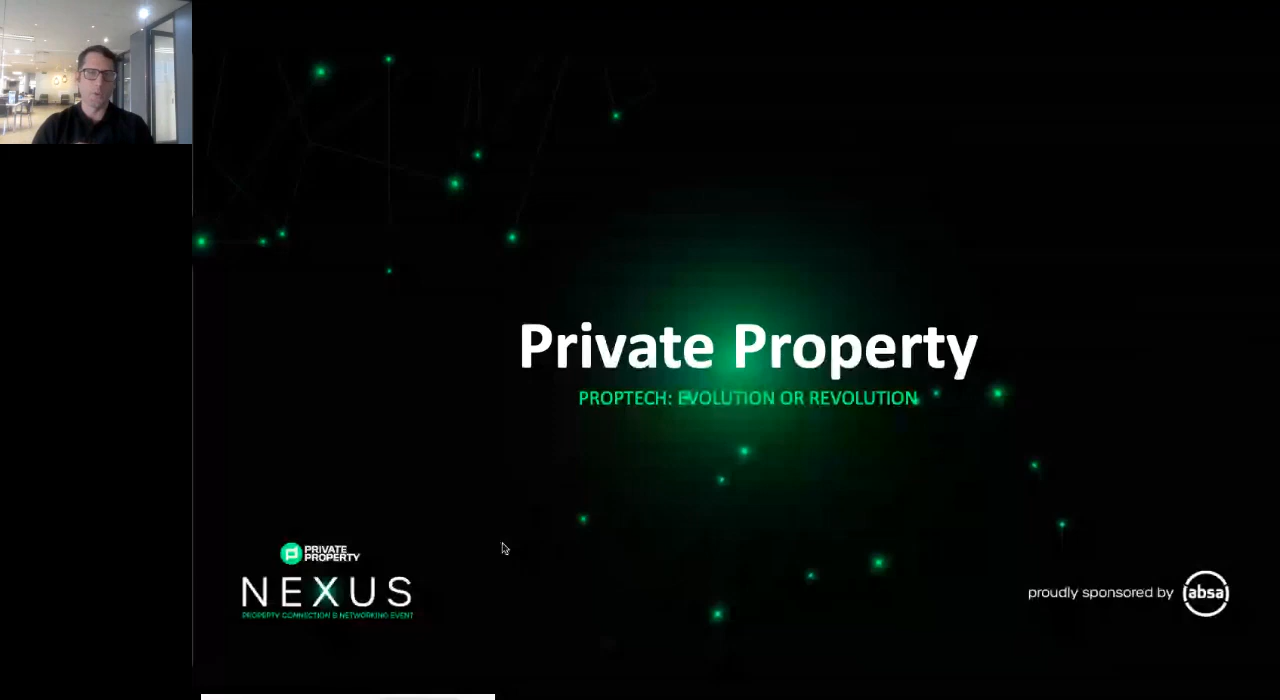 Private Property
PROPTECH: EVOLUTION OR REVOLUTION
PRIVATE
PROPERTY
NEXUS
PROPERTY CONNECTION & NETWORKING EVENT
proudly sponsored by absa